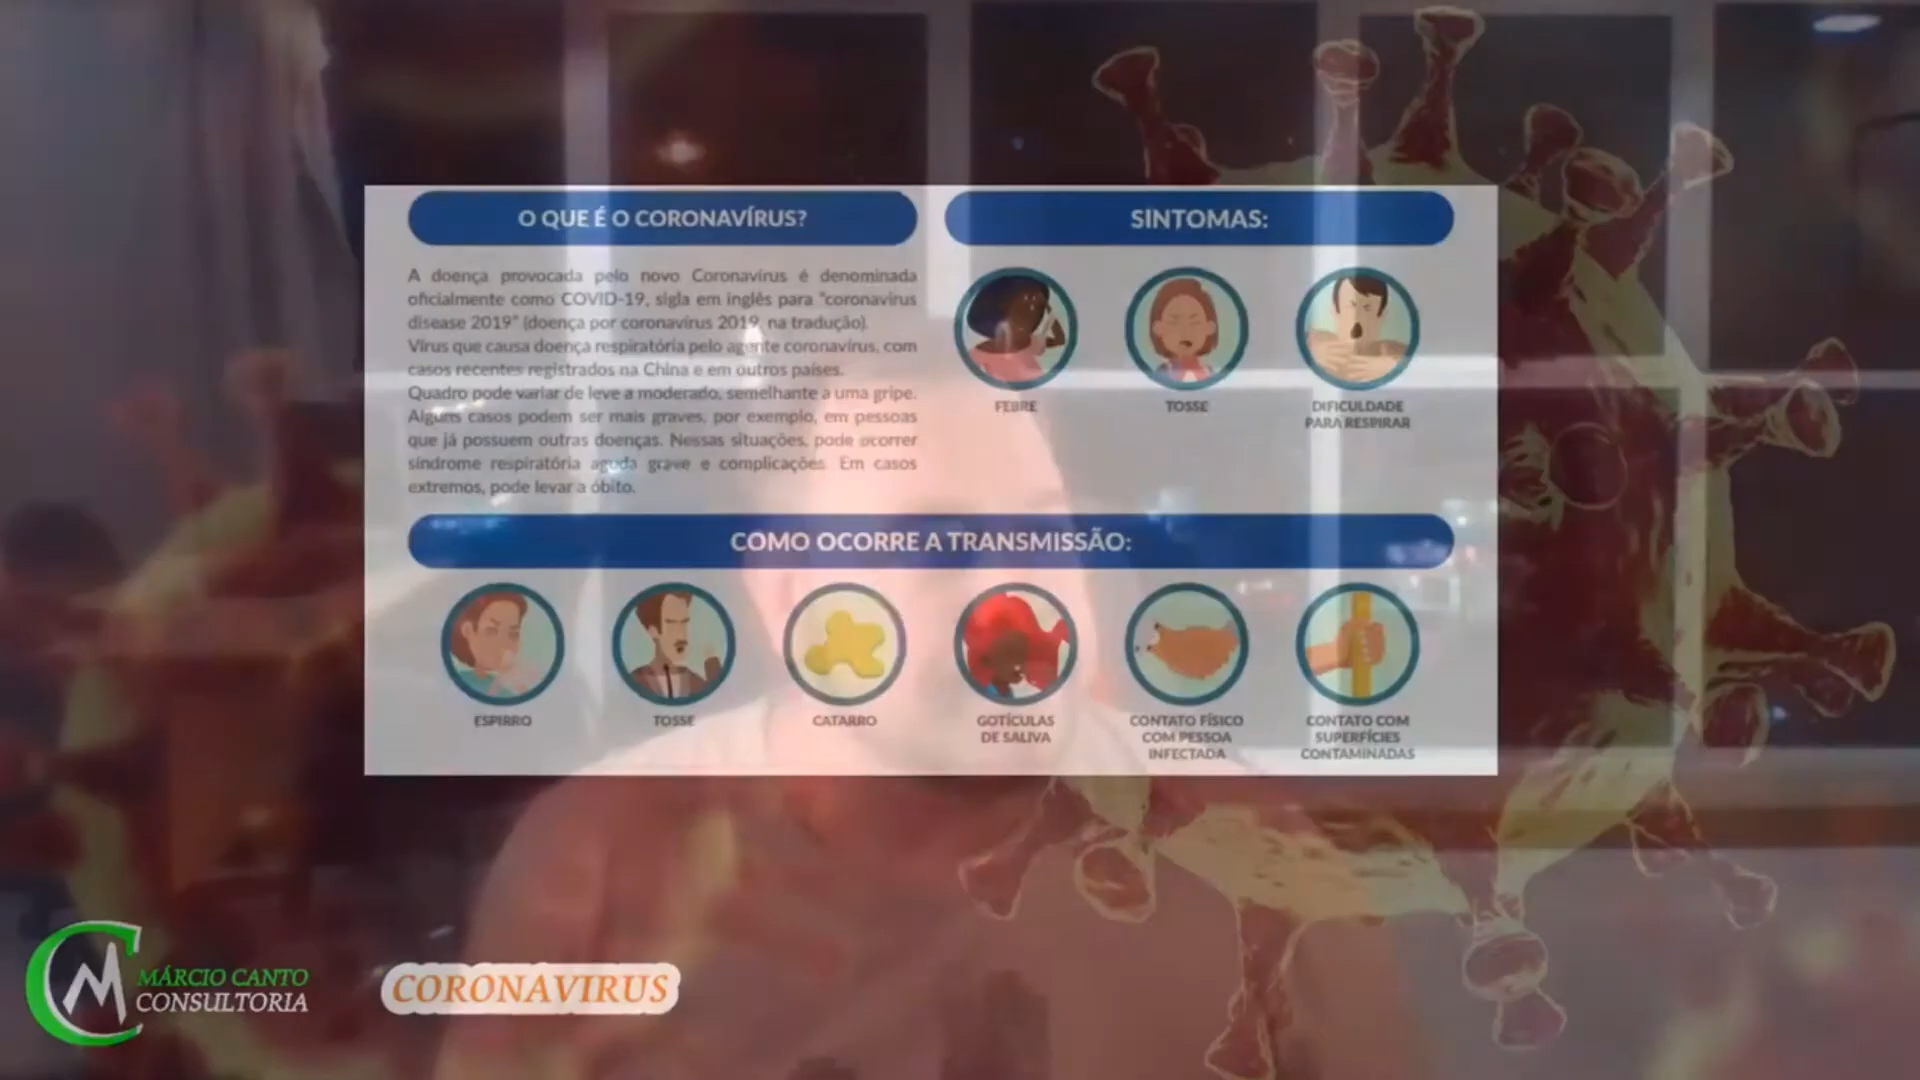 O QUE É O CORONAVÍRUS?
A doença provocada pelo novo Coronavírus é denominada
oficialmente como COVID-19, sigla em inglês para "coronavirus
disease 2019" (doença por coronavírus 2019, na tradução).
Vírus que causa doença respiratória pelo agente coronavírus, com
casos recentes registrados na China e em outros países.
Quadro pode variar de leve a moderado, semelhante a uma gripe.
Alguns casos podem ser mais graves, por exemplo, em pessoas
que já possuem outras doenças. Nessas situações, pode ocorrer
síndrome respiratória aguda grave e complicações. Em casos
extremos, pode levar a óbito.
SINTOMAS:
FEBRE
TOSSE
DIFICULDADE
PARA RESPIRAR
COMO OCORRE A TRANSMISSÃO:
ESPIRRO
TOSSE
CATARRO
GOTÍCULAS
DE SALIVA
CONTATO FÍSICO
COM PESSOA
INFECTADA
CONTATO COM
SUPERFÍCIES
CONTAMINADAS
MÁRCIO CANTO
CONSULTORIA
CORONAVIRUS